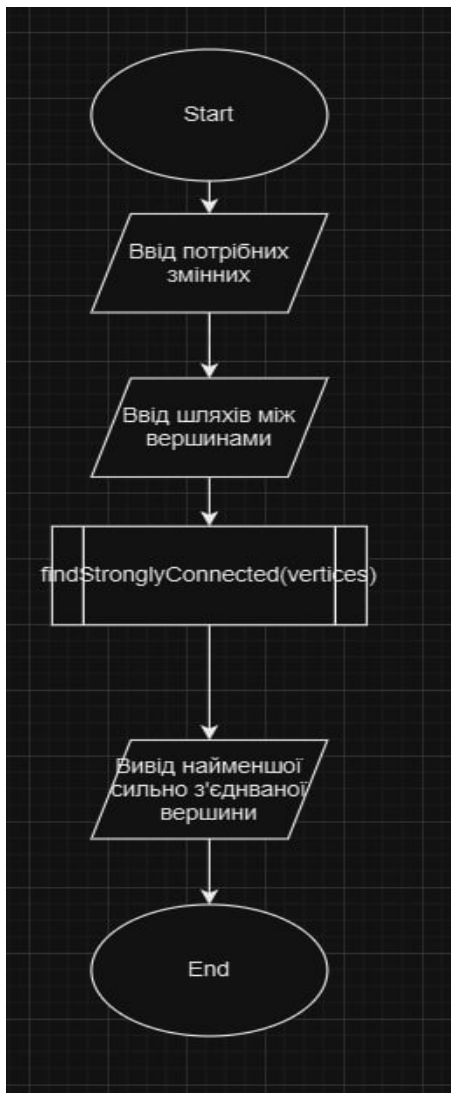 Start
Ввід потрібних
змінних
Ввід шляхів між
вершинами
findStronglyConnected(vertices)
Вивід найменшої
сильно з'єднваної
вершини
End